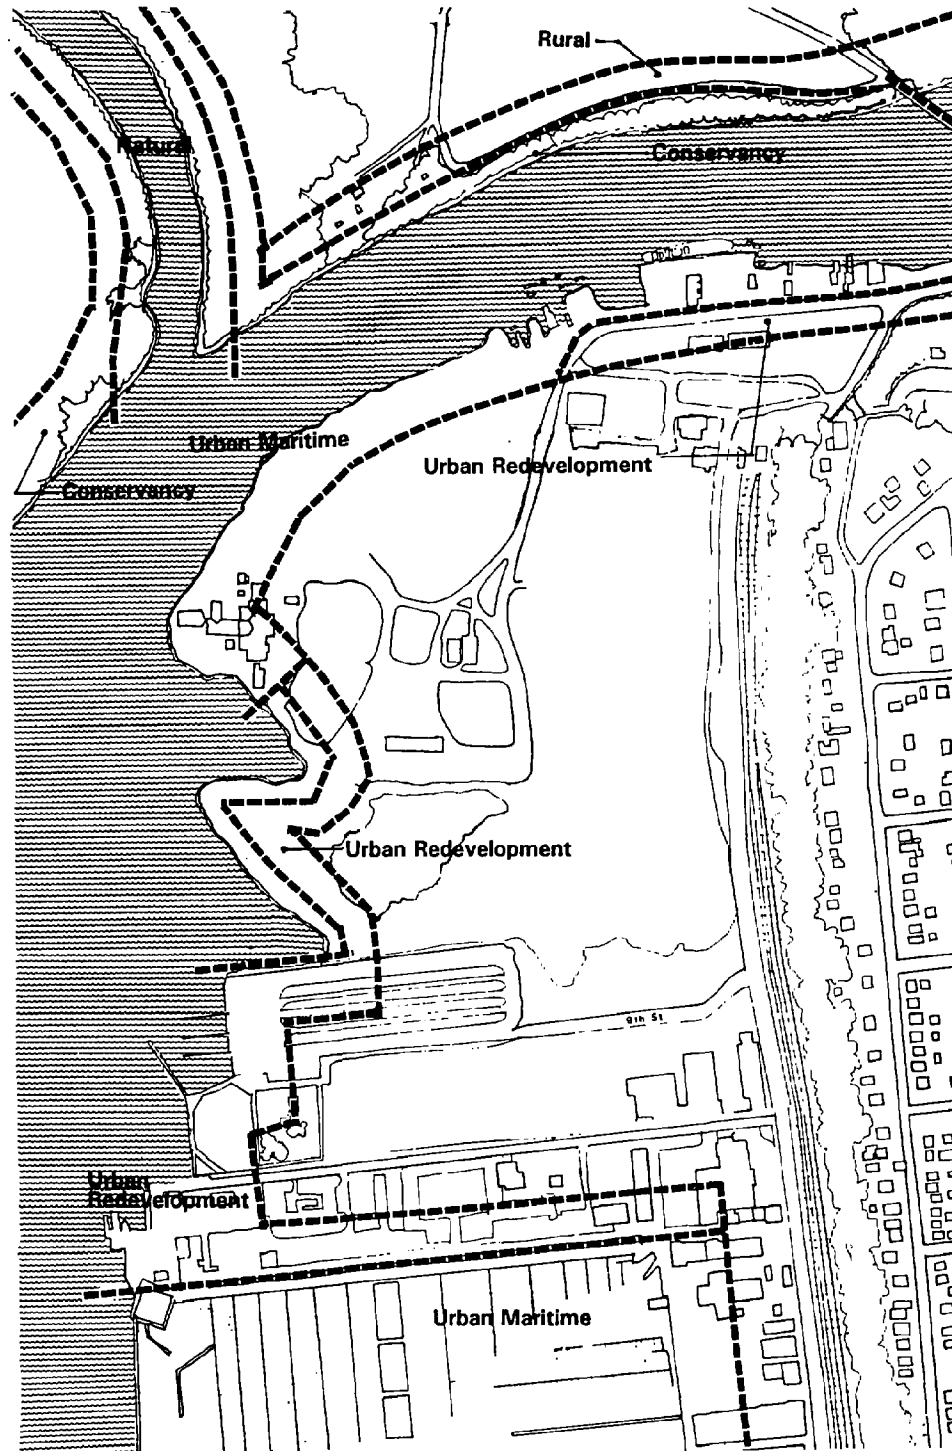 Rural
Natural
Conservancy
Urban Maritime
Urban Redevelopment
Conservancy
Urban Redevelopment
9th St
Urban
Redevelopment
Urban Maritime